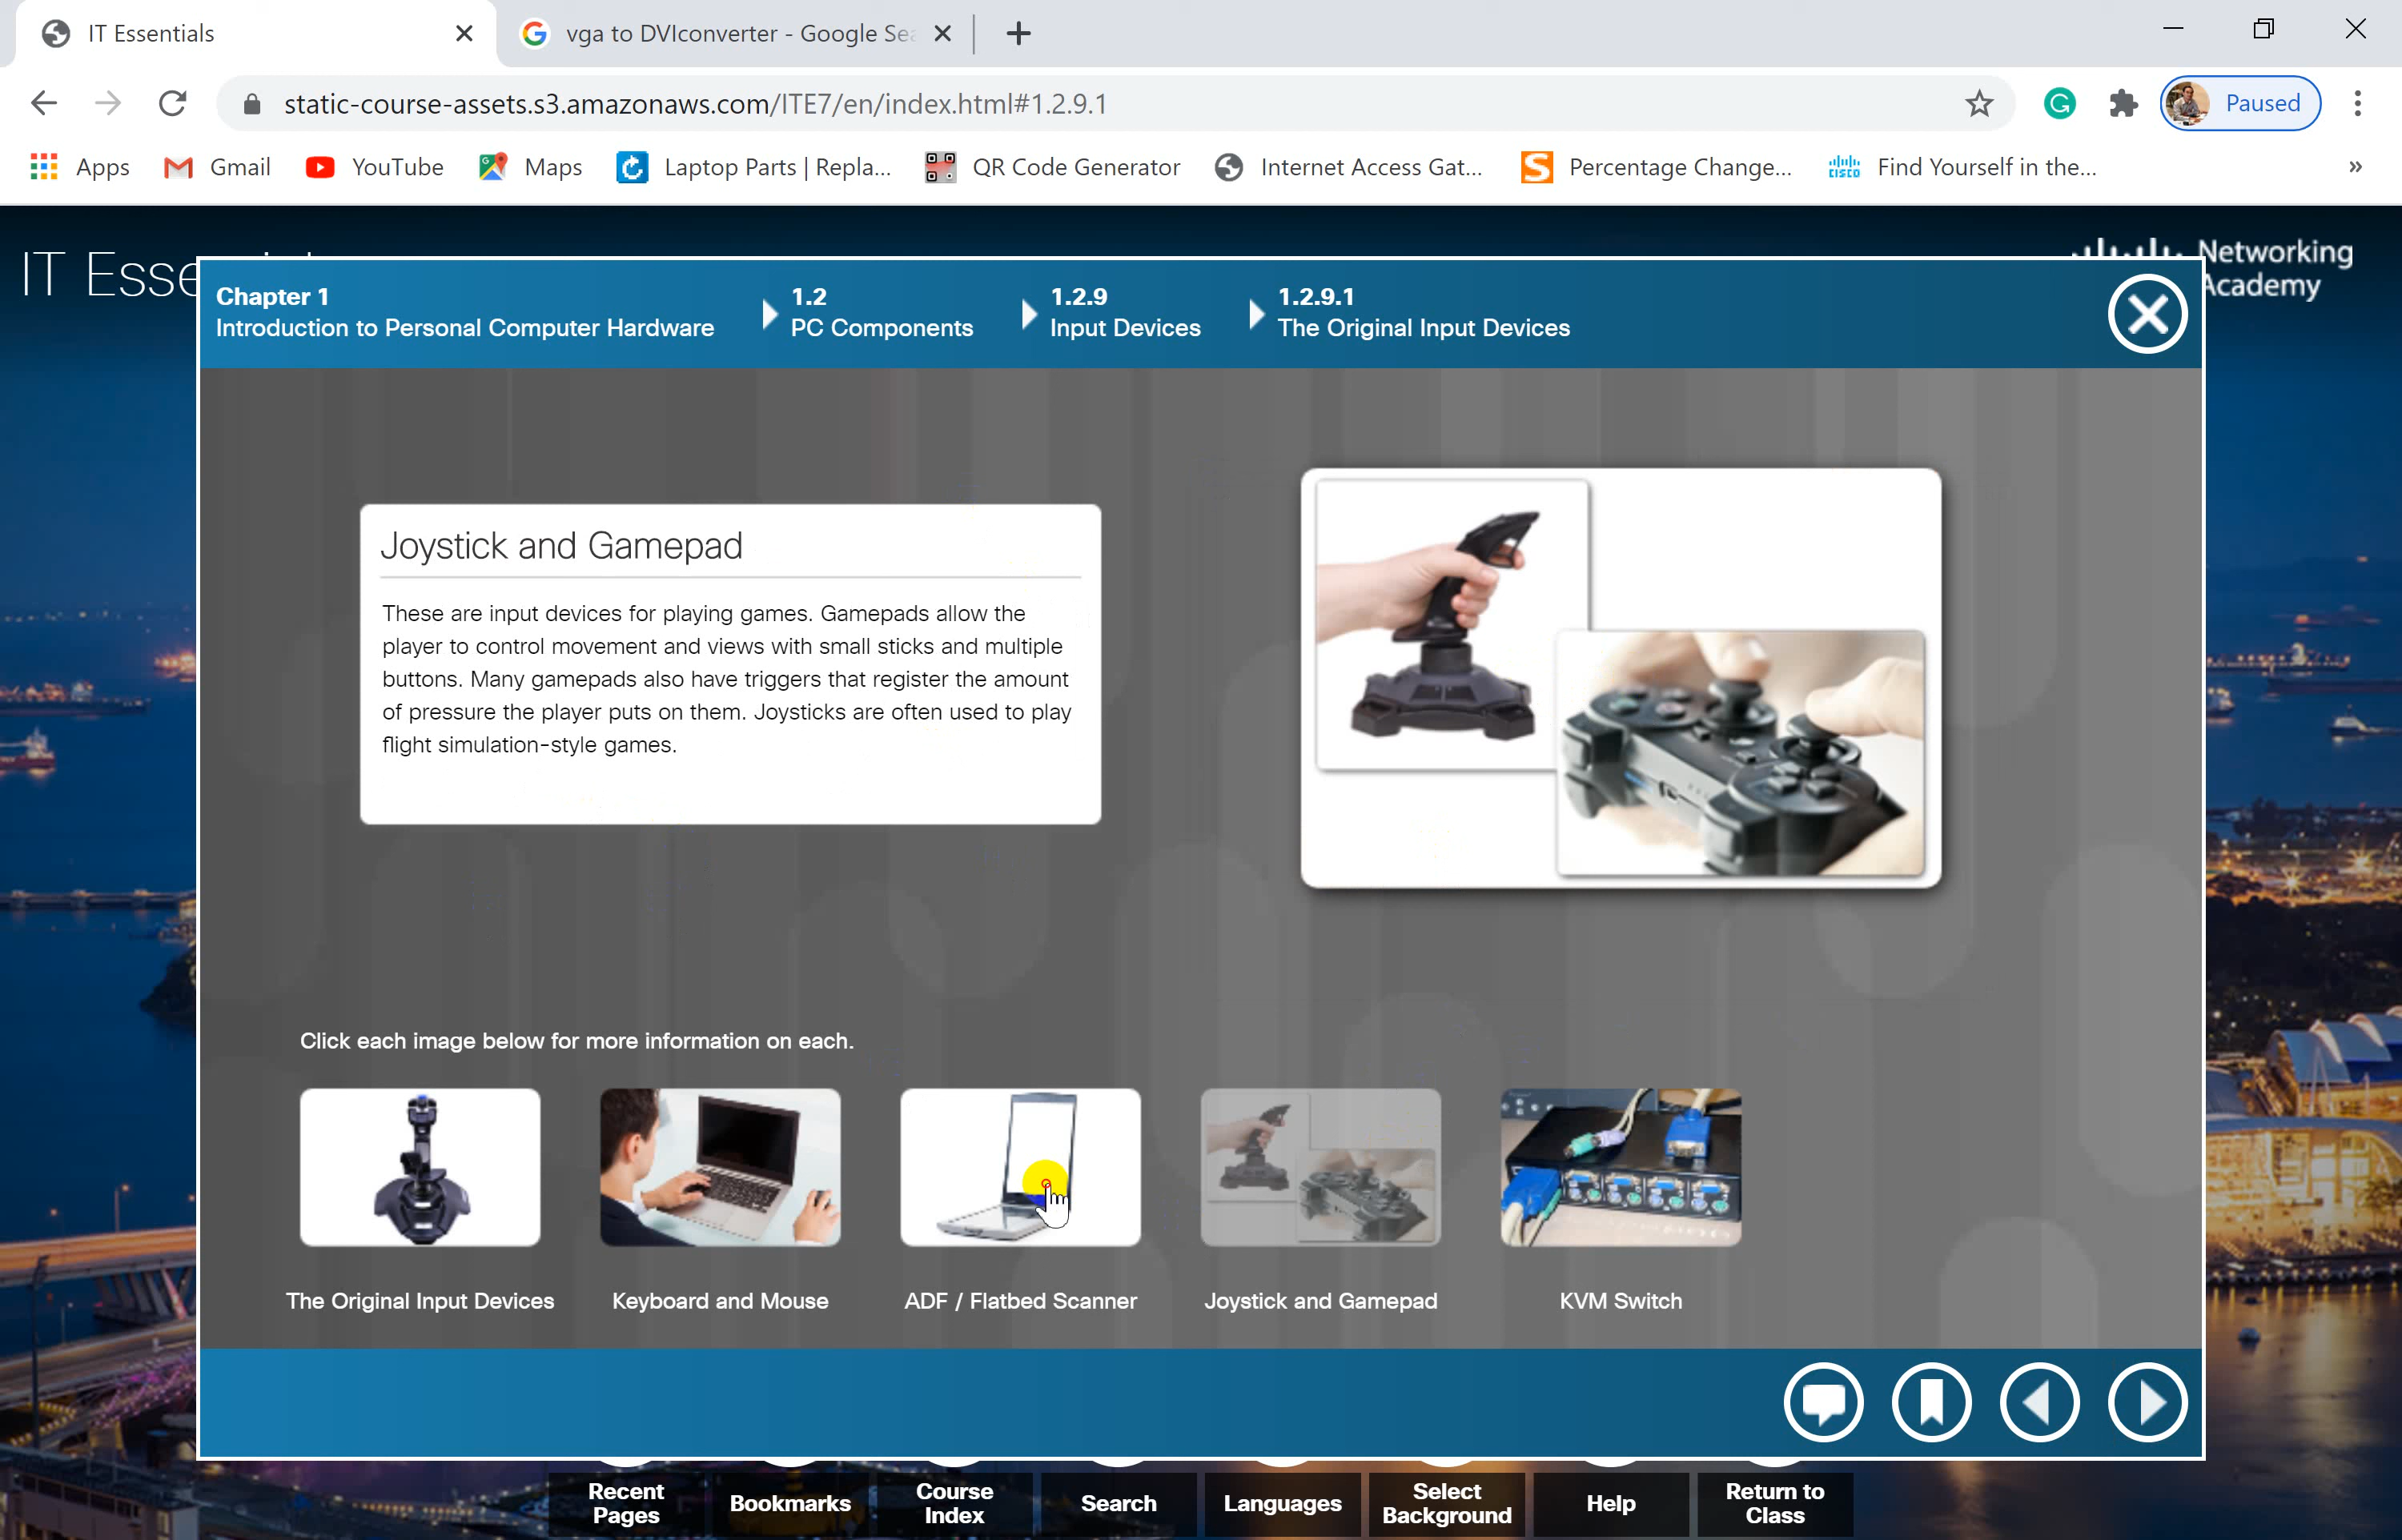 IT Essentials
vga to DVIconverter - Google Sea
static-course-assets.s3.amazonaws.com/ITE7/en/index.html#1.2.9.1
Paused
Apps
Gmail
YouTube
Maps
Laptop Parts | Repla...
QR Code Generator
Internet Access Gat...
Percentage Change...
CISCO
Find Yourself in the...
»
IT Esse
Networking
Academy
Chapter 1
Introduction to Personal Computer Hardware
1.2
PC Components
1.2.9
Input Devices
1.2.9.1
The Original Input Devices
Joystick and Gamepad
These are input devices for playing games. Gamepads allow the
player to control movement and views with small sticks and multiple
buttons. Many gamepads also have triggers that register the amount
of pressure the player puts on them. Joysticks are often used to play
flight simulation-style games.
Click each image below for more information on each.
The Original Input Devices
Keyboard and Mouse
ADF / Flatbed Scanner
Joystick and Gamepad
KVM Switch
Recent
Pages
Bookmarks
Course
Index
Search
Languages
Select
Background
Help
Return to
Class